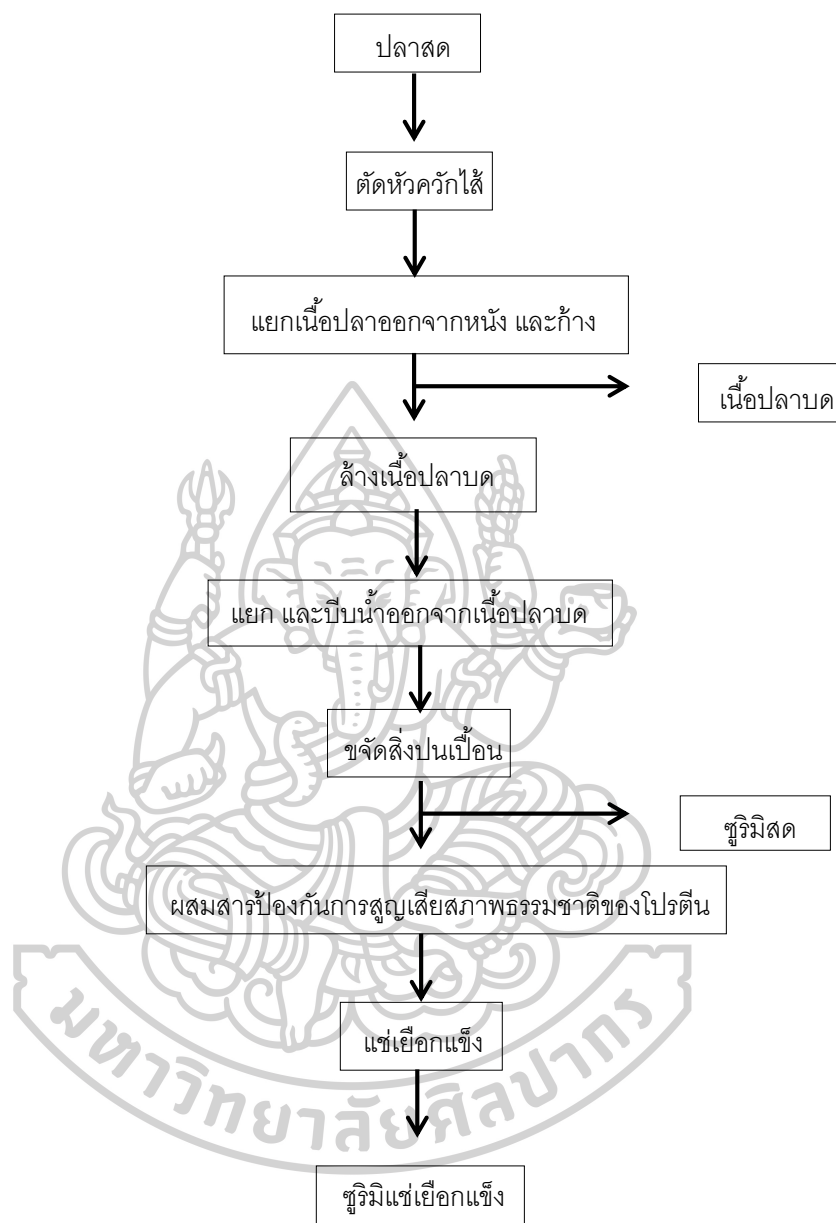 ปลาสด
ตัดหัวควักไส้
แยกเนื้อปลาออกจากหนัง และก้าง
เนื้อปลาบด
ล้างเนื้อปลาบด
แยก และบีบน้ำออกจากเนื้อปลาบด
ขจัดสิ่งปนเปื้อน
ซูริมิสด
ผสมสารป้องกันการสูญเสียสภาพธรรมชาติของโปรตีน
แช่เยือกแข็ง
มหาวิทยาลัยศิลปากร
ซูริมิแช่เยือกแข็ง